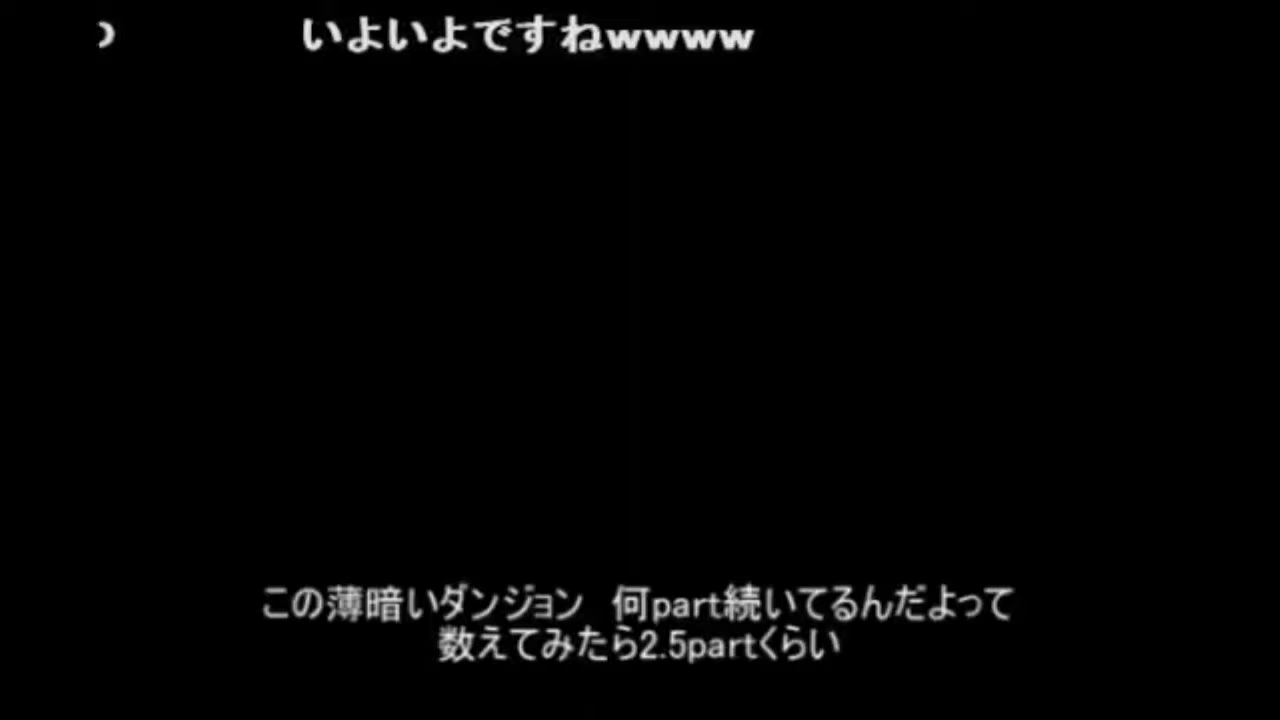 いよいよですねwwww
この薄暗いダンジョン　何part続いてるんだよって
数えてみたら2.5partくらい